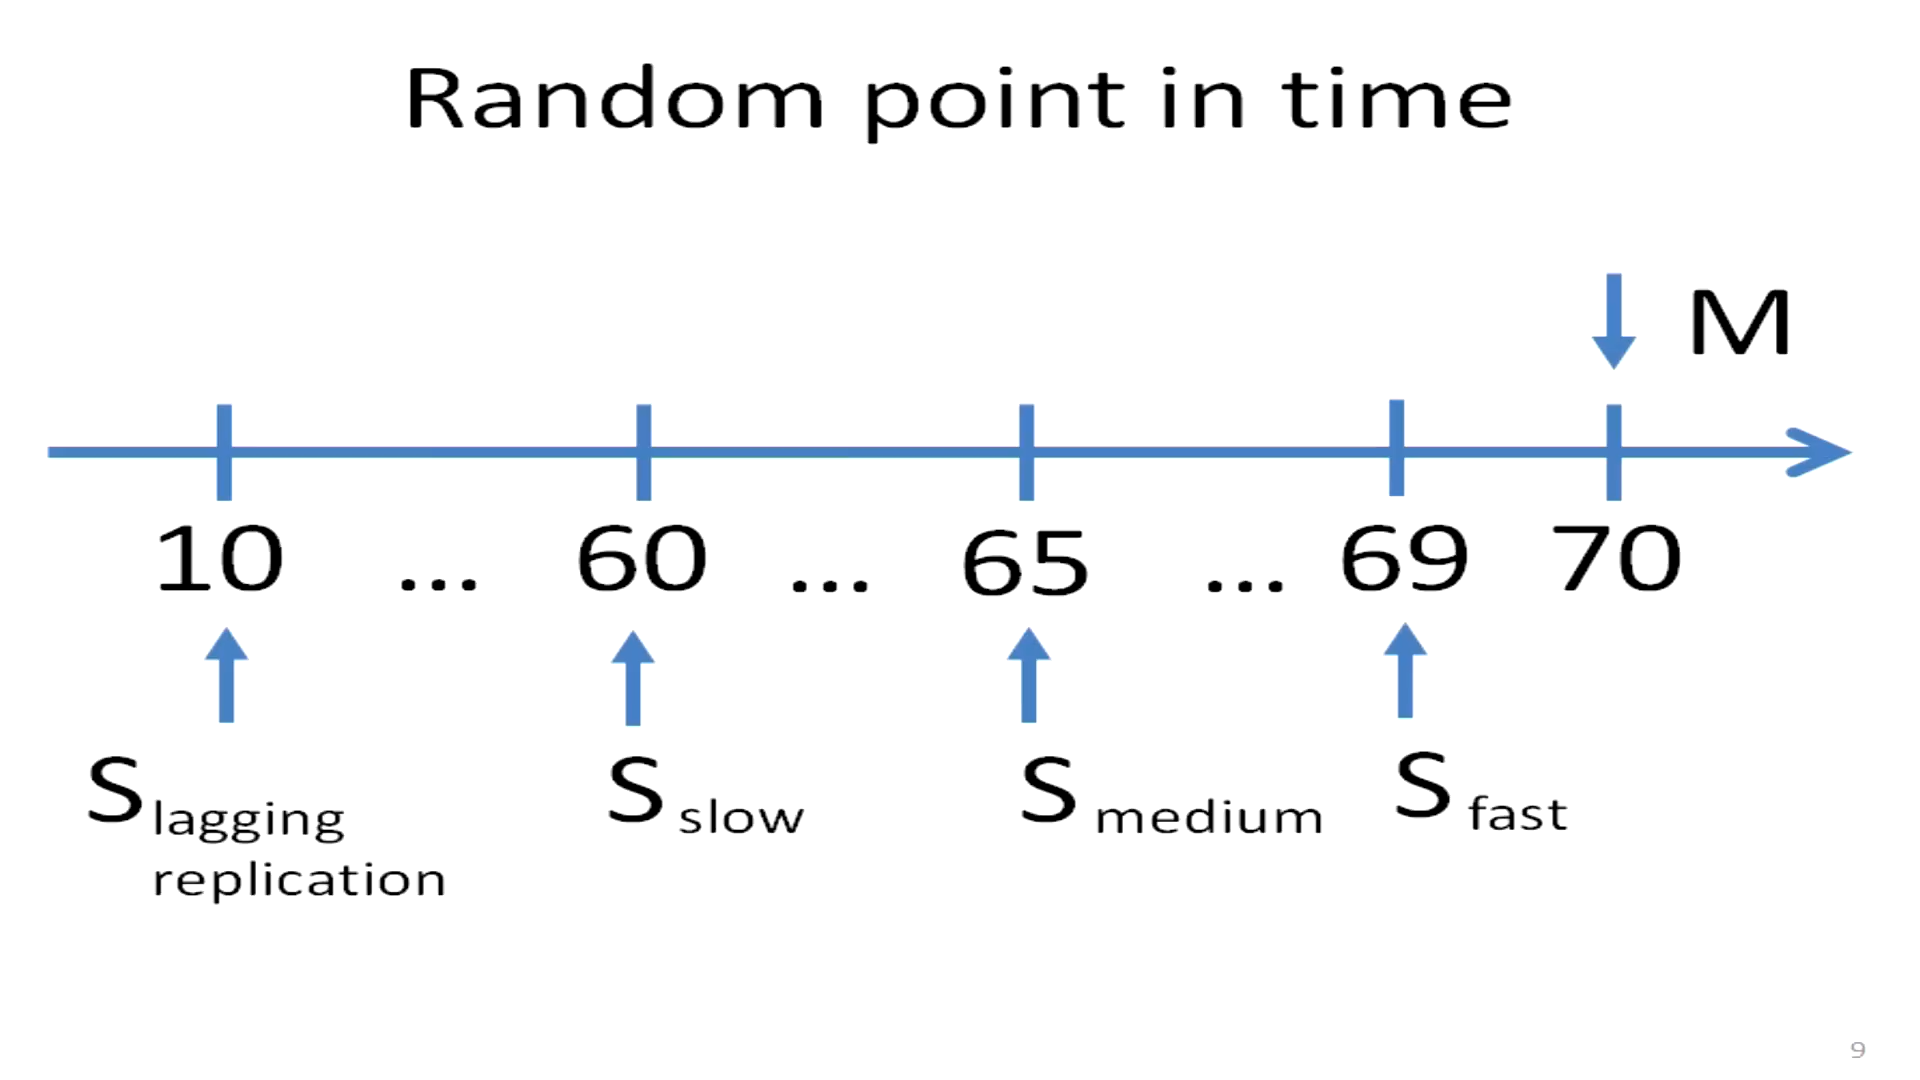 Random point in time
M
10 ... 60 ... 65 ... 69 70
S lagging replication
S slow
S medium
S fast
9